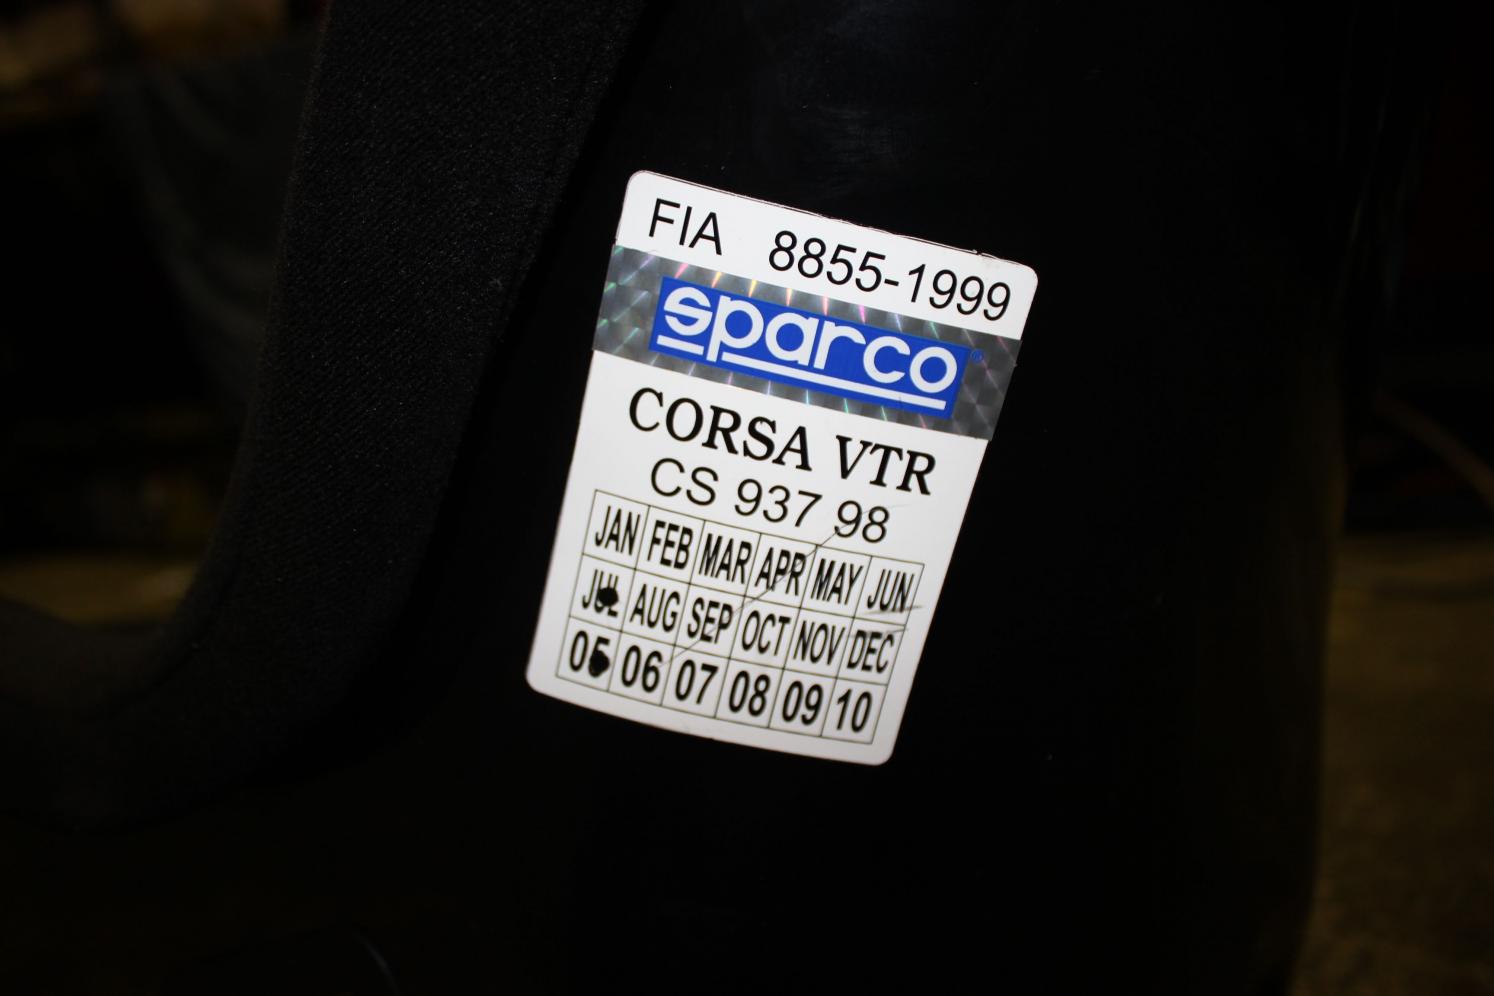 FIA 8855-1999
sparco
CORSA VTR
CS 937 98
JAN FEB MAR APR MAY JUN
JUL AUG SEP OCT NOV DEC
05 06 07 08 09 10